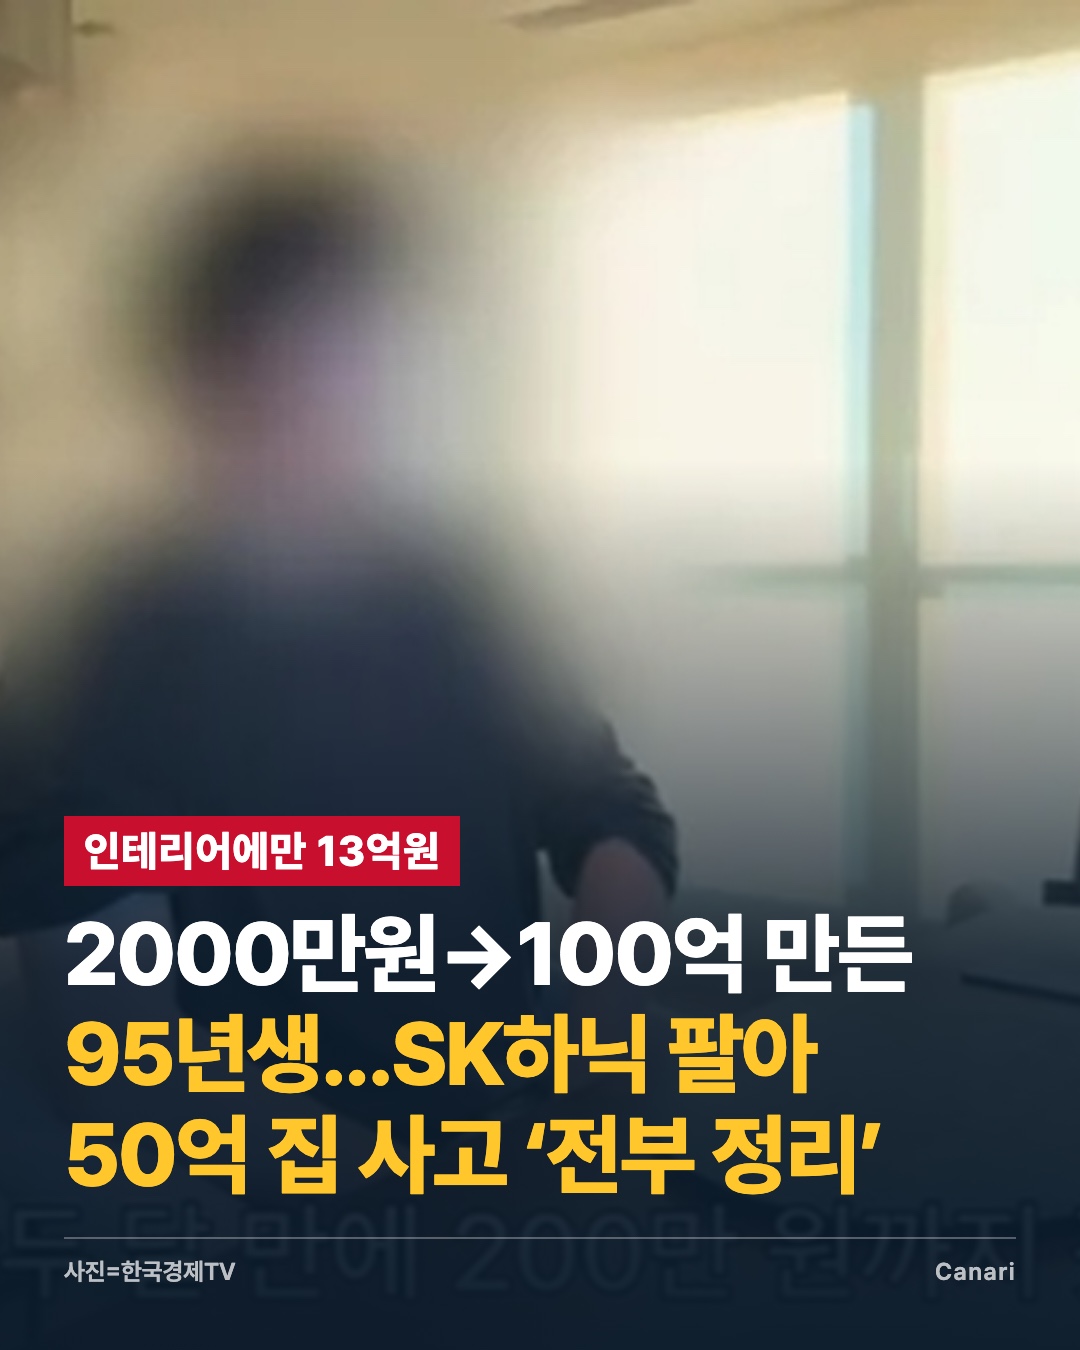 인테리어에만 13억원
2000만원→100억 만든
95년생...SK하닉 팔아
50억 집 사고 ‘전부 정리’
두 달 만에 200만 원까지
사진=한국경제TV
Canari